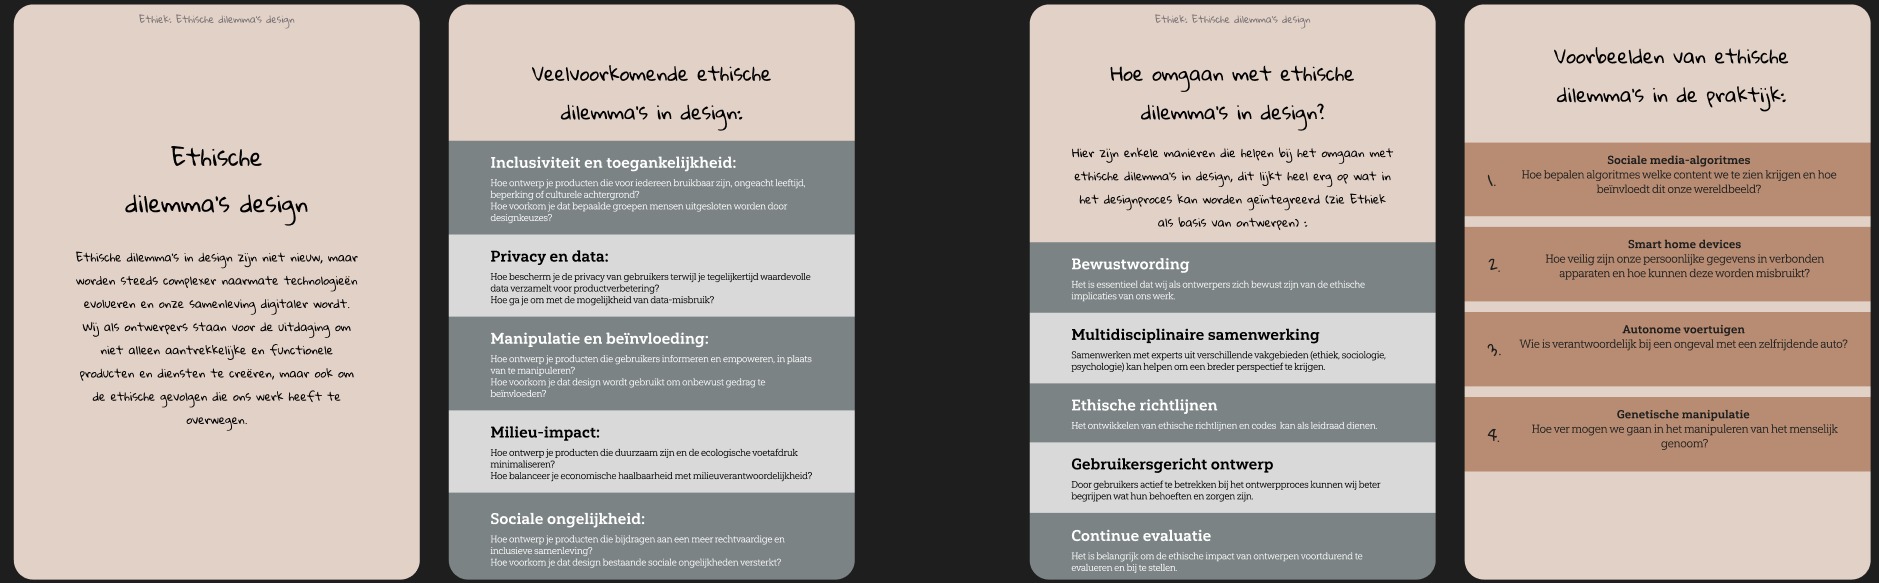 Ethiek: Ethische dilemma's design
Ethische
dilemma's design
Ethische dilemma's in design zijn niet nieuw, maar
worden steeds complexer naarmate technologieën
evolueren en onze samenleving digitaler wordt.
Wij als ontwerpers staan voor de uitdaging om
niet alleen aantrekkelijke en functionele
producten en diensten te creëren, maar ook om
de ethische gevolgen die ons werk heeft te
overwegen.
Veelvoorkomende ethische
dilemma's in design:
Inclusiviteit en toegankelijkheid:
Hoe ontwerp je producten die voor iedereen bruikbaar zijn, ongeacht leeftijd,
beperking of culturele achtergrond?
Hoe voorkom je dat bepaalde groepen mensen uitgesloten worden door
designkeuzes?
Privacy en data:
Hoe bescherm je de privacy van gebruikers terwijl je tegelijkertijd waardevolle
data verzamelt voor productverbetering?
Hoe ga je om met de mogelijkheid van data-misbruik?
Manipulatie en beïnvloeding:
Hoe ontwerp je producten die gebruikers informeren en empoweren, in plaats
van te manipuleren?
Hoe voorkom je dat design wordt gebruikt om onbewust gedrag te
beïnvloeden?
Milieu-impact:
Hoe ontwerp je producten die duurzaam zijn en de ecologische voetafdruk
minimaliseren?
Hoe balanceer je economische haalbaarheid met milieuverantwoordelijkheid?
Sociale ongelijkheid:
Hoe ontwerp je producten die bijdragen aan een meer rechtvaardige en
inclusieve samenleving?
Hoe voorkom je dat design bestaande sociale ongelijkheden versterkt?
Ethiek: Ethische dilemma's design
Hoe omgaan met ethische
dilemma's in design?
Hier zijn enkele manieren die helpen bij het omgaan met
ethische dilemma's in design, dit lijkt heel erg op wat in
het designproces kan worden geïntegreerd (zie Ethiek
als basis van ontwerpen) :
Bewustwording
Het is essentieel dat wij als ontwerpers zich bewust zijn van de ethische
implicaties van ons werk.
Multidisciplinaire samenwerking
Samenwerken met experts uit verschillende vakgebieden (ethiek, sociologie,
psychologie) kan helpen om een breder perspectief te krijgen.
Ethische richtlijnen
Het ontwikkelen van ethische richtlijnen en codes kan als leidraad dienen.
Gebruikersgericht ontwerp
Door gebruikers actief te betrekken bij het ontwerpproces kunnen wij beter
begrijpen wat hun behoeften en zorgen zijn.
Continue evaluatie
Het is belangrijk om de ethische impact van ontwerpen voortdurend te
evalueren en bij te stellen.
Voorbeelden van ethische
dilemma's in de praktijk:
1.
Sociale media-algoritmes
Hoe bepalen algoritmes welke content we te zien krijgen en hoe
beïnvloedt dit onze wereldbeeld?
2.
Smart home devices
Hoe veilig zijn onze persoonlijke gegevens in verbonden
apparaten en hoe kunnen deze worden misbruikt?
3.
Autonome voertuigen
Wie is verantwoordelijk bij een ongeval met een zelfrijdende auto?
4.
Genetische manipulatie
Hoe ver mogen we gaan in het manipuleren van het menselijk
genoom?